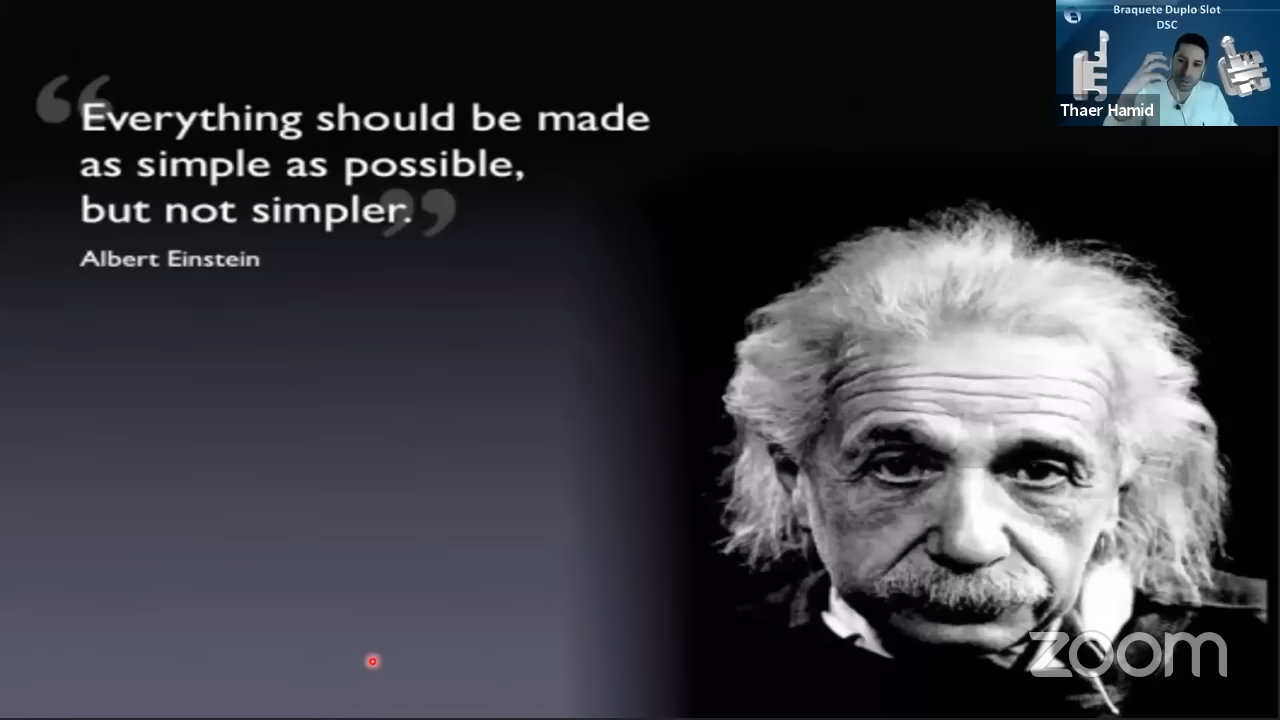 Everything should be made
as simple as possible,
but not simpler.
Albert Einstein
Braquete Duplo Slot
DSC
Thaer Hamid
zoom